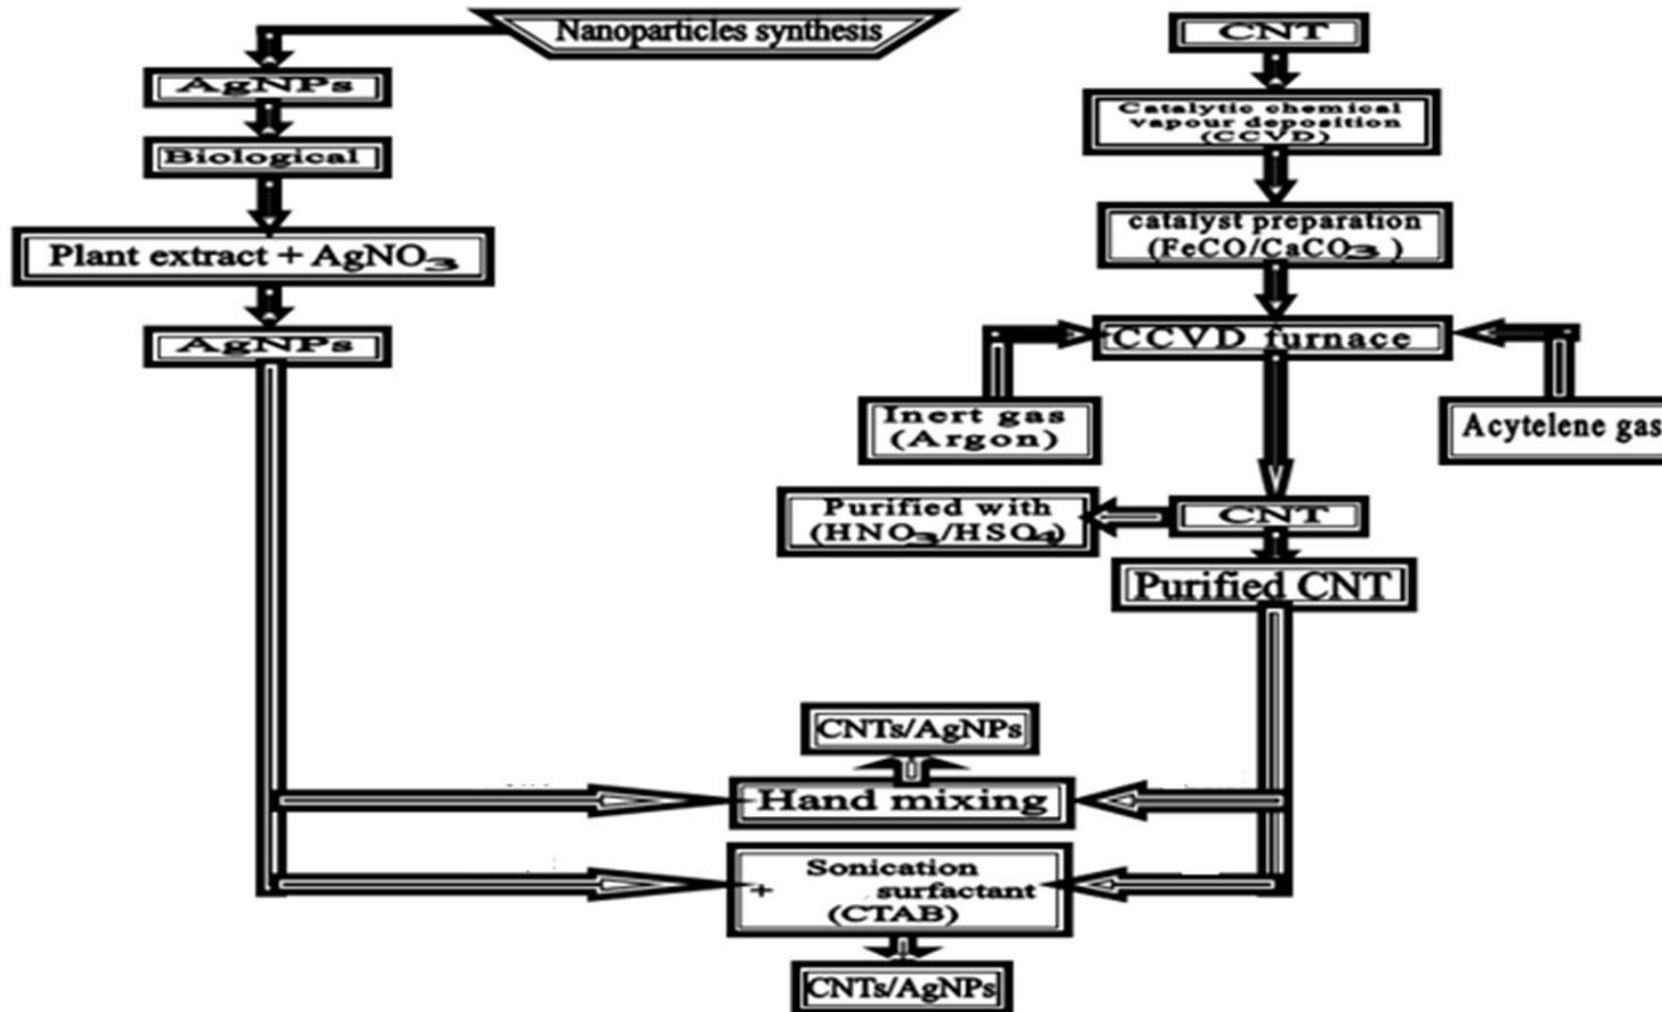 Nanoparticles synthesis
AgNPs
Biological
Plant extract + AgNO3
AgNPs
CNT
Catalytic chemical
vapour deposition
(CCVD)
catalyst preparation
(FeCO/CaCO3 )
CCVD furnace
Inert gas
(Argon)
Acytelene gas
CNT
Purified with
(HNO3/HSO4)
Purified CNT
CNTs/AgNPs
Hand mixing
Sonication
+ surfactant
(CTAB)
CNTs/AgNPs